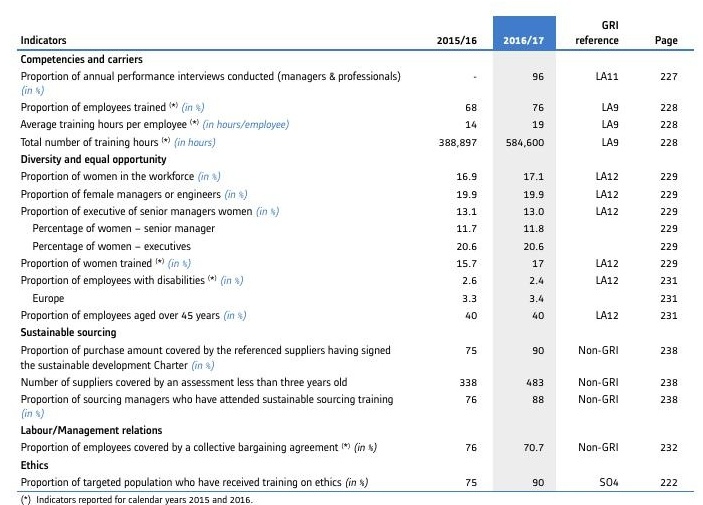 GRI
Indicators 2015/16 2016/17 reference Page
Competencies and carriers
Proportion of annual performance interviews conducted (managers & professionals) - 96 LA11 227
(in %)
Proportion of employees trained (*) (in %) 68 76 LA9 228
Average training hours per employee (*) (in hours/employee) 14 19 LA9 228
Total number of training hours (*) (in hours) 388,897 584,600 LA9 228
Diversity and equal opportunity
Proportion of women in the workforce (in %) 16.9 17.1 LA12 229
Proportion of female managers or engineers (in %) 19.9 19.9 LA12 229
Proportion of executive of senior managers women (in %) 13.1 13.0 LA12 229
Percentage of women – senior manager 11.7 11.8 229
Percentage of women – executives 20.6 20.6 229
Proportion of women trained (*) (in %) 15.7 17 LA12 229
Proportion of employees with disabilities (*) (in %) 2.6 2.4 LA12 231
Europe 3.3 3.4 231
Proportion of employees aged over 45 years (in %) 40 40 LA12 231
Sustainable sourcing
Proportion of purchase amount covered by the referenced suppliers having signed 75 90 Non-GRI 238
the sustainable development Charter (in %)
Number of suppliers covered by an assessment less than three years old 338 483 Non-GRI 238
Proportion of sourcing managers who have attended sustainable sourcing training 76 88 Non-GRI 238
(in %)
Labour/Management relations
Proportion of employees covered by a collective bargaining agreement (*) (in %) 76 70.7 Non-GRI 232
Ethics
Proportion of targeted population who have received training on ethics (in %) 75 90 SO4 222
(*) Indicators reported for calendar years 2015 and 2016.